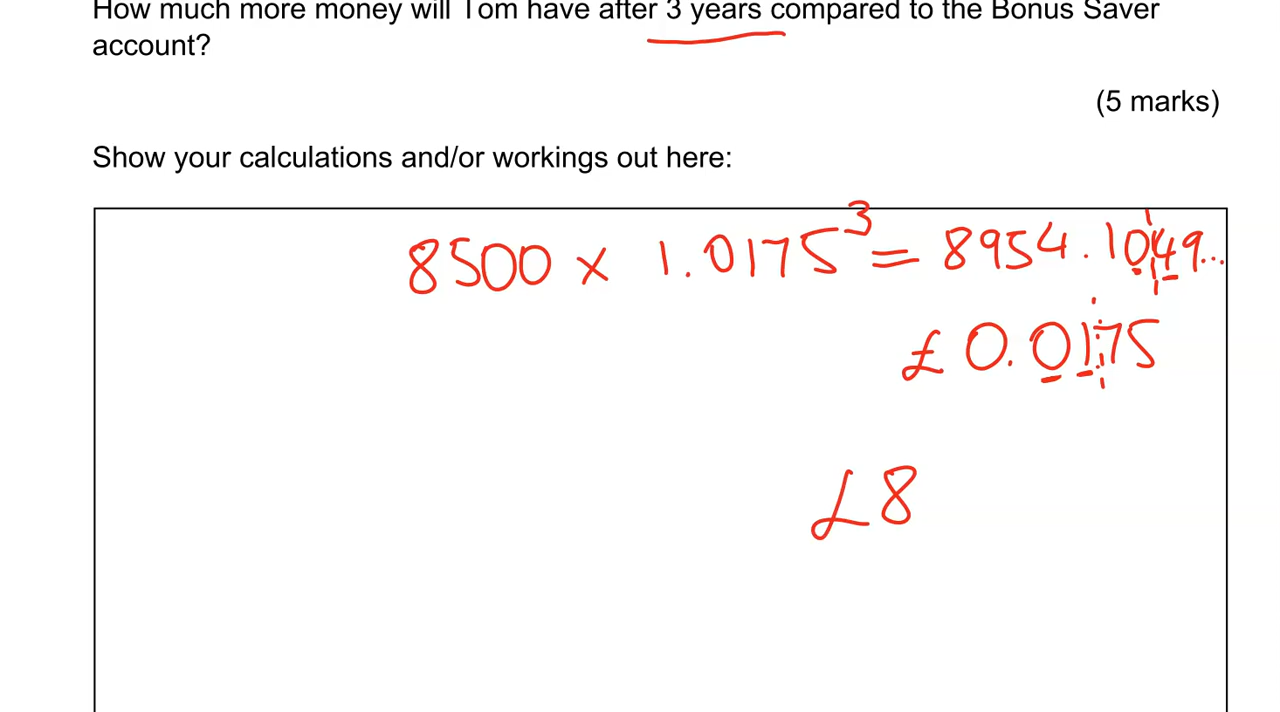 How much more money will Tom have after 3 years compared to the Bonus Saver
account?
(5 marks)
Show your calculations and/or workings out here:
8500 × 1.0175³ = 8954.1049...
£0.0175
£8